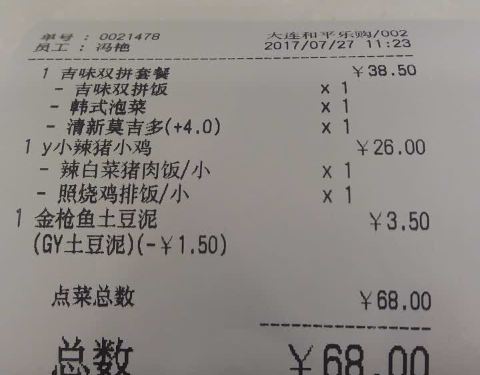 单号：0021478 大连和平乐购/002
员工：冯艳 2017/07/27 11:23
1 吉味双拼套餐 ￥38.50
- 吉味双拼饭 x 1
- 韩式泡菜 x 1
- 清新莫吉多(+4.0) x 1
1 y小辣猪小鸡 ￥26.00
- 辣白菜猪肉饭/小 x 1
- 照烧鸡排饭/小 x 1
1 金枪鱼土豆泥 ￥3.50
(GY土豆泥)(-￥1.50)
点菜总数 ￥68.00
总数 ￥68.00